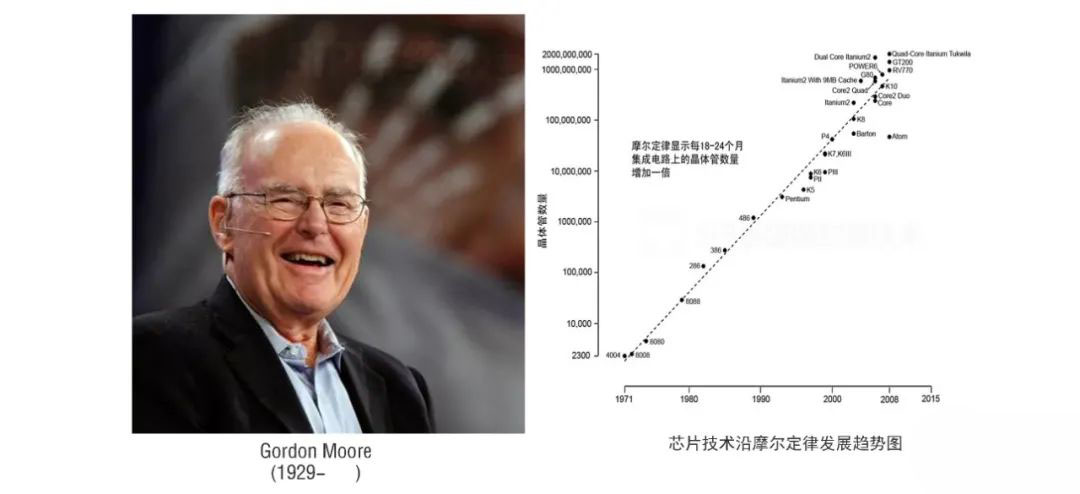 Gordon Moore
(1929– )
2000,000,000
1000,000,000
100,000,000
10,000,000
1000,000
100,000
10,000
2300
晶体管数量
摩尔定律显示每18-24个月
集成电路上的晶体管数量
增加一倍
Quad-Core Itanium Tukwila
Dual Core Itanium2
GT200
POWER6
RV770
G80
Itanium2 With 9MB Cache
K10
Core2 Quad
Core2 Duo
Itanium2
Core
K8
P4
Barton
Atom
K7,K6III
K6
PIII
PII
K5
Pentium
486
386
286
8088
8080
4004
8008
1971
1980
1990
2000
2008
2015
芯片技术沿摩尔定律发展趋势图